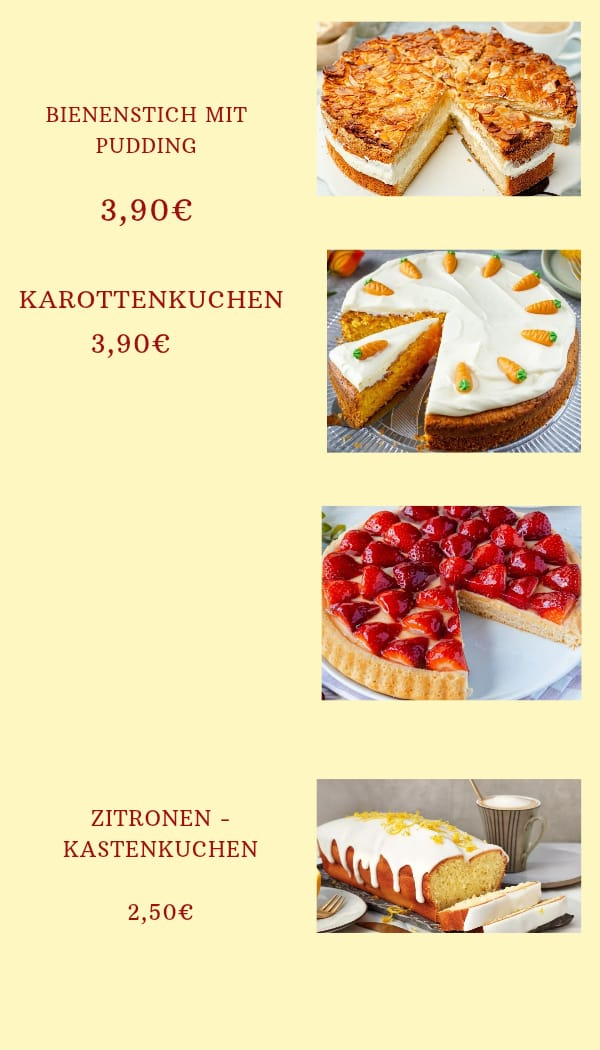 BIENENSTICH MIT
PUDDING
3,90€
KAROTTENKUCHEN
3,90€
ZITRONEN -
KASTENKUCHEN
2,50€